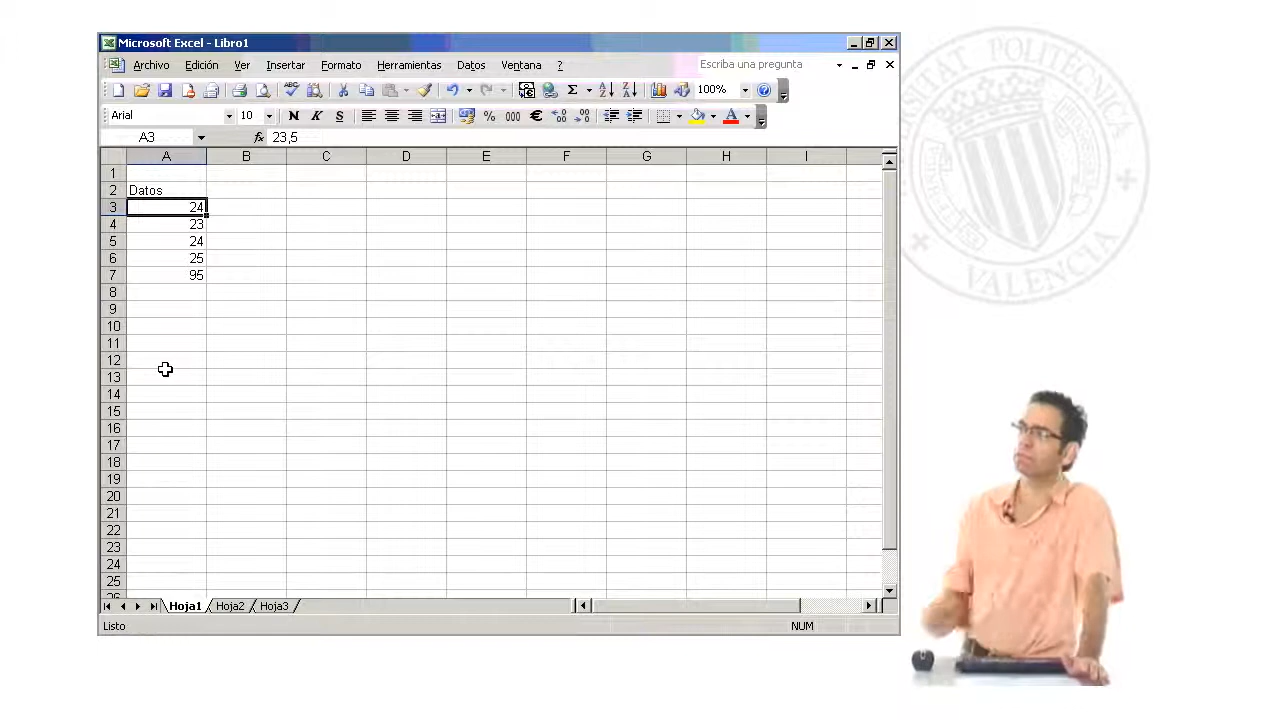 Microsoft Excel - Libro1
Archivo Edición Ver Insertar Formato Herramientas Datos Ventana ? Escriba una pregunta
100%
Arial 10 N K S % 000 €
A3 fx 23,5
A B C D E F G H I
1
2 Datos
3 24
4 23
5 24
6 25
7 95
8
9
10
11
12
13
14
15
16
17
18
19
20
21
22
23
24
25
26
Hoja1 Hoja2 Hoja3
Listo NUM
POLITÈCNICA
VALENCIA